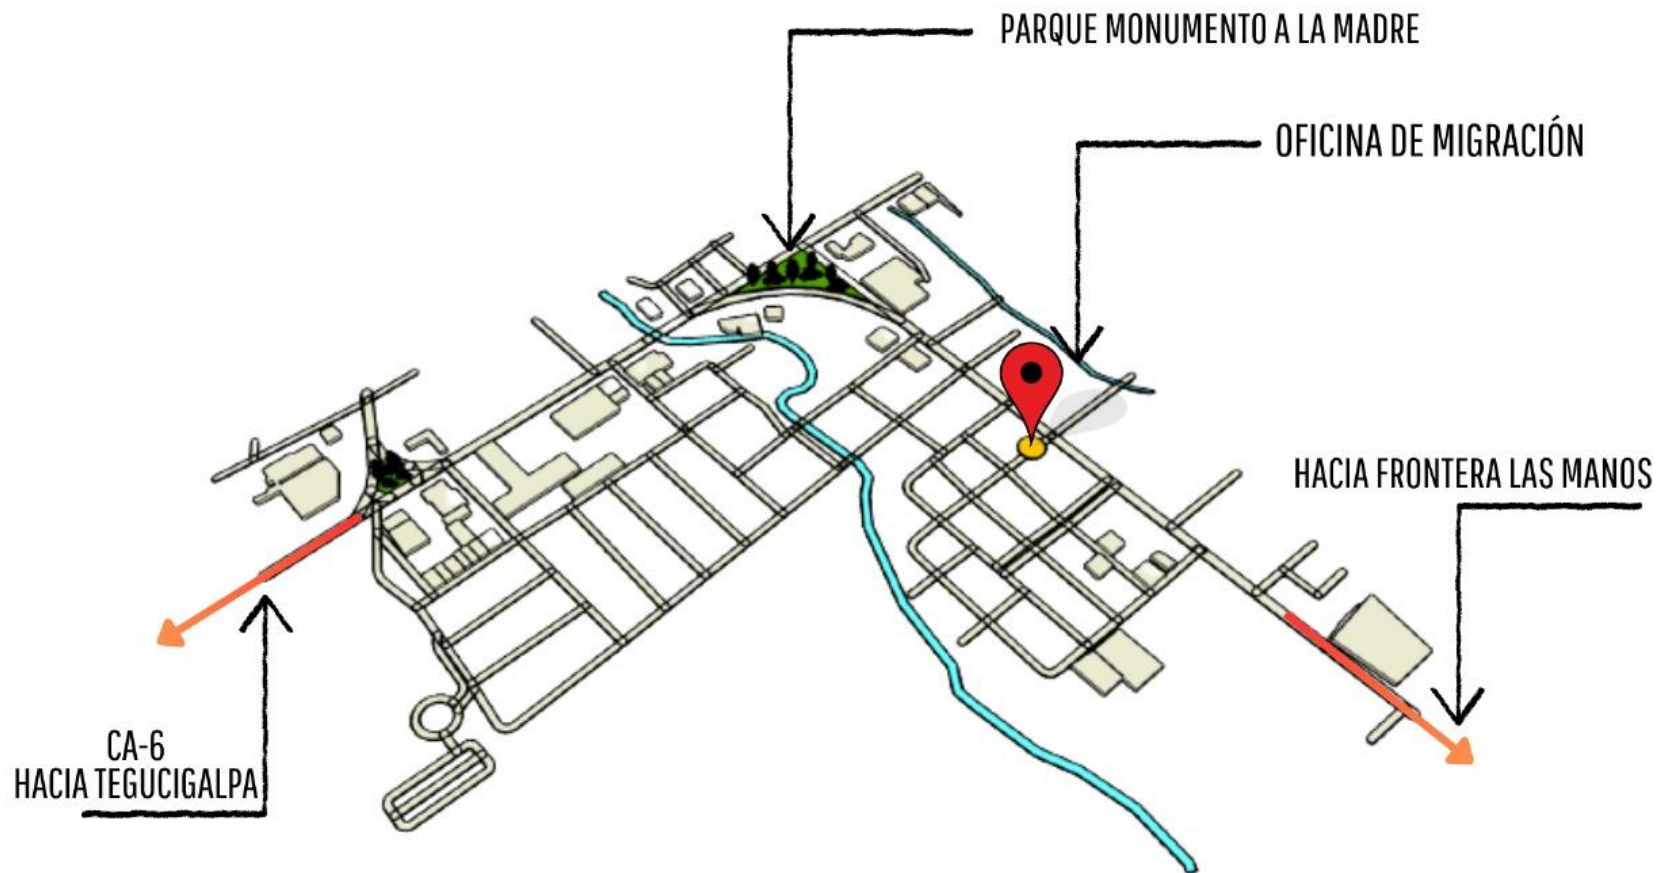 PARQUE MONUMENTO A LA MADRE
OFICINA DE MIGRACIÓN
HACIA FRONTERA LAS MANOS
CA-6
HACIA TEGUCIGALPA